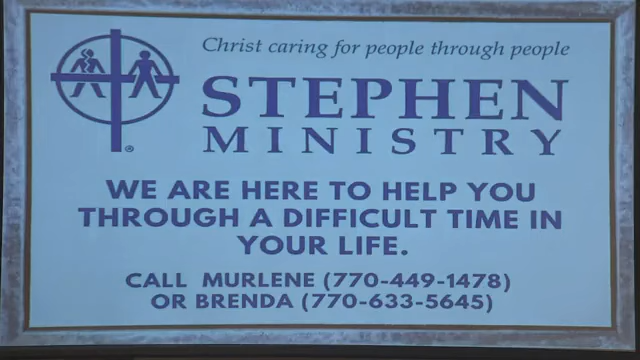 Christ caring for people through people
STEPHEN
MINISTRY
®
WE ARE HERE TO HELP YOU
THROUGH A DIFFICULT TIME IN
YOUR LIFE.
CALL MURLENE (770-449-1478)
OR BRENDA (770-633-5645)